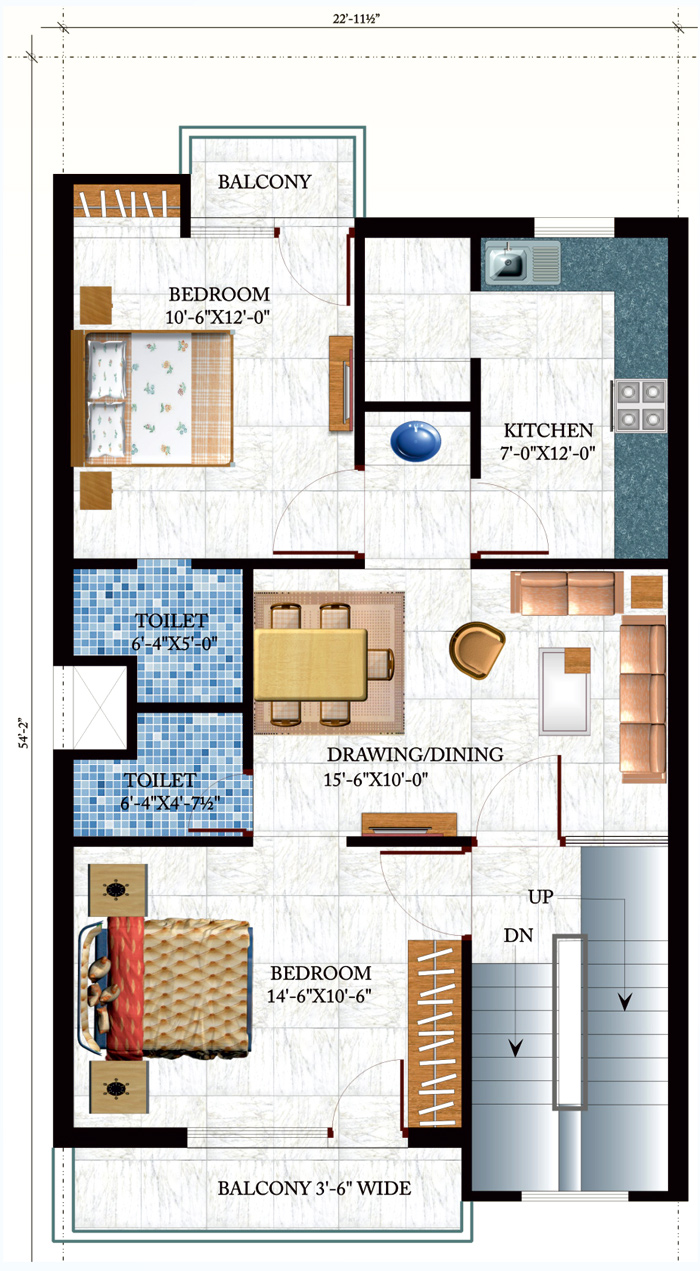 22'-11½"
BALCONY
BEDROOM
10'-6"X12'-0"
KITCHEN
7'-0"X12'-0"
TOILET
6'-4"X5'-0"
54'-2"
DRAWING/DINING
15'-6"X10'-0"
TOILET
6'-4"X4'-7½"
UP
DN
BEDROOM
14'-6"X10'-6"
BALCONY 3'-6" WIDE